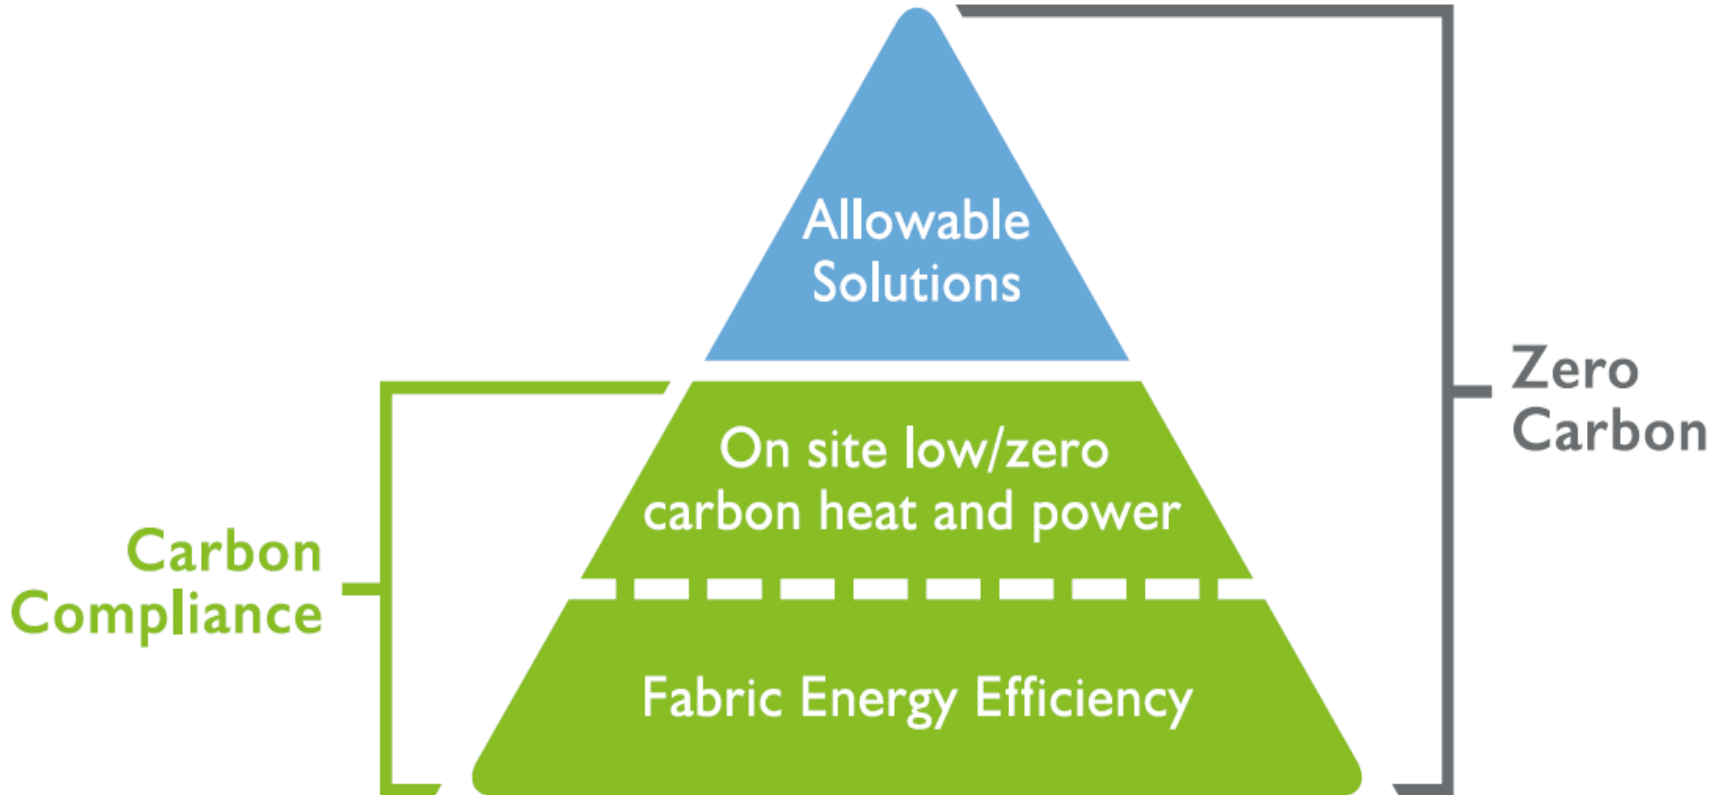 Allowable
Solutions
On site low/zero
carbon heat and power
Fabric Energy Efficiency
Carbon
Compliance
Zero
Carbon